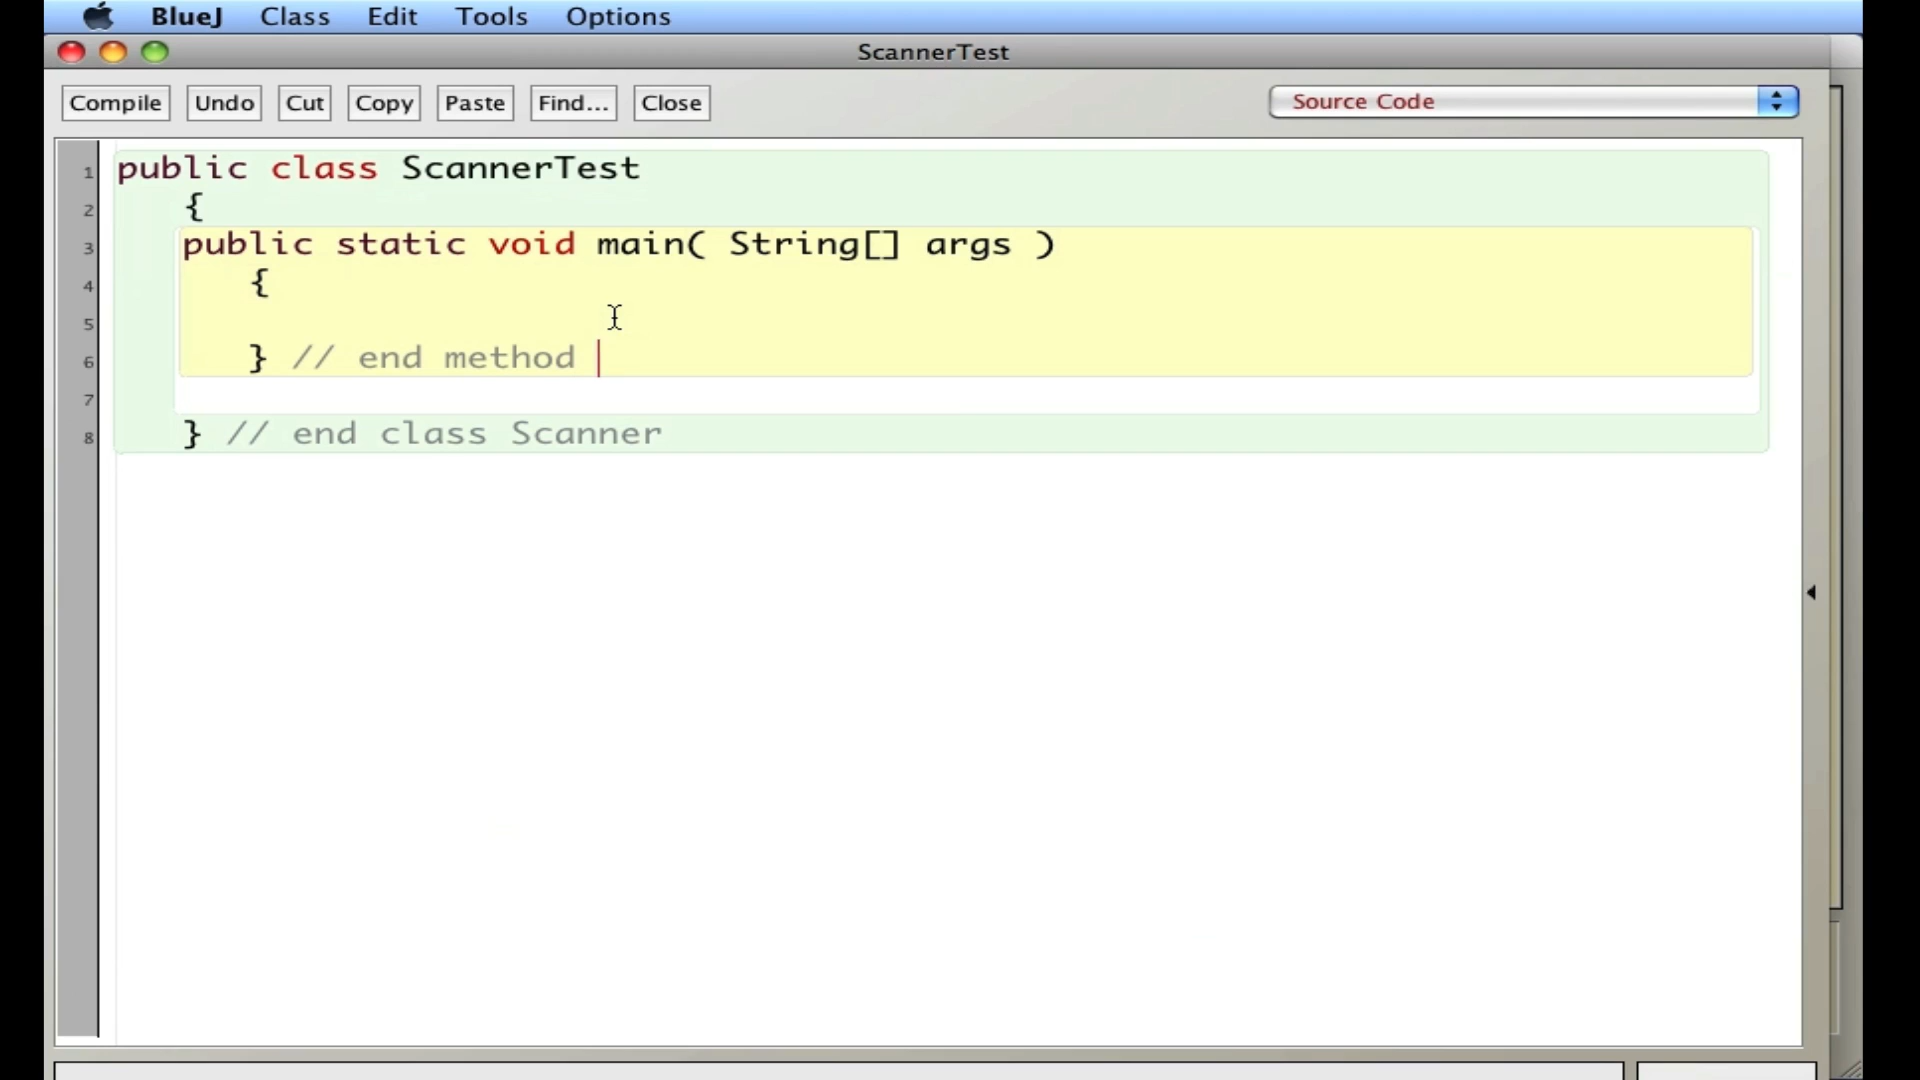 BlueJ Class Edit Tools Options
ScannerTest
Compile Undo Cut Copy Paste Find... Close Source Code
1 public class ScannerTest
2 {
3 public static void main( String[] args )
4 {
5
6 } // end method
7
8 } // end class Scanner